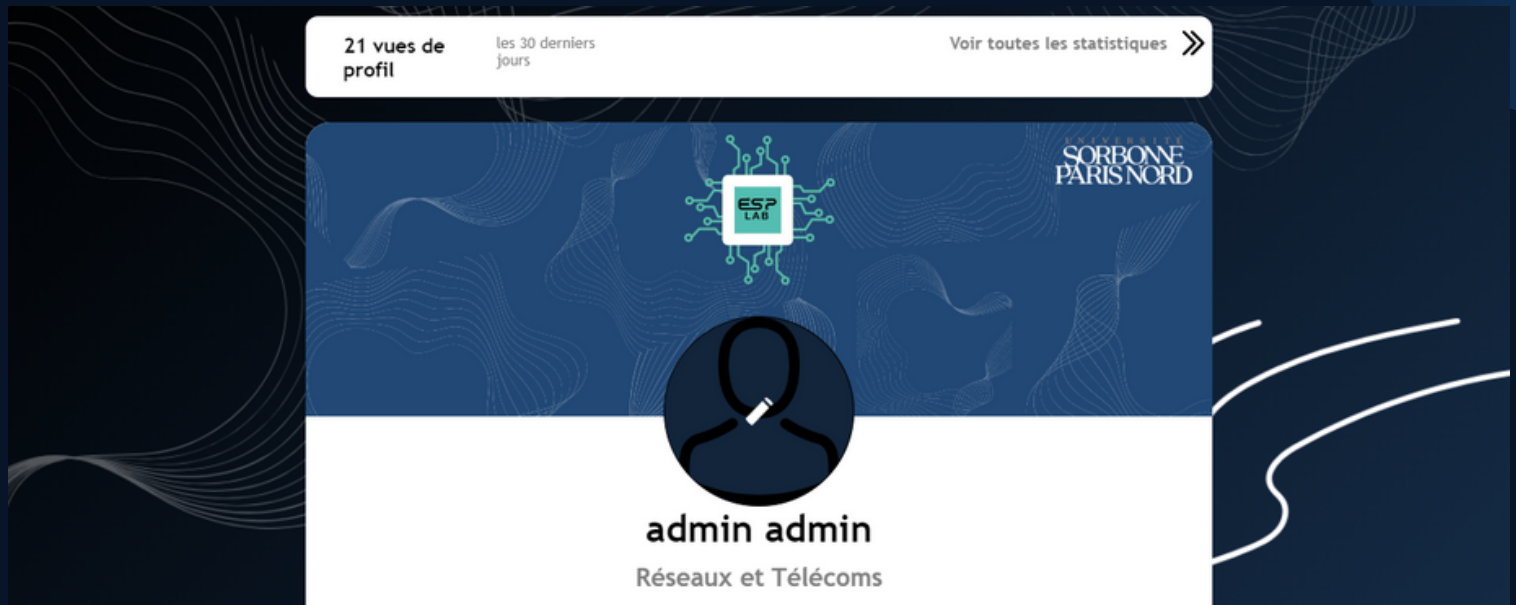 21 vues de
profil
les 30 derniers
jours
Voir toutes les statistiques
UNIVERSITÉ
SORBONNE
PARIS NORD
ESP
LAB
admin admin
Réseaux et Télécoms